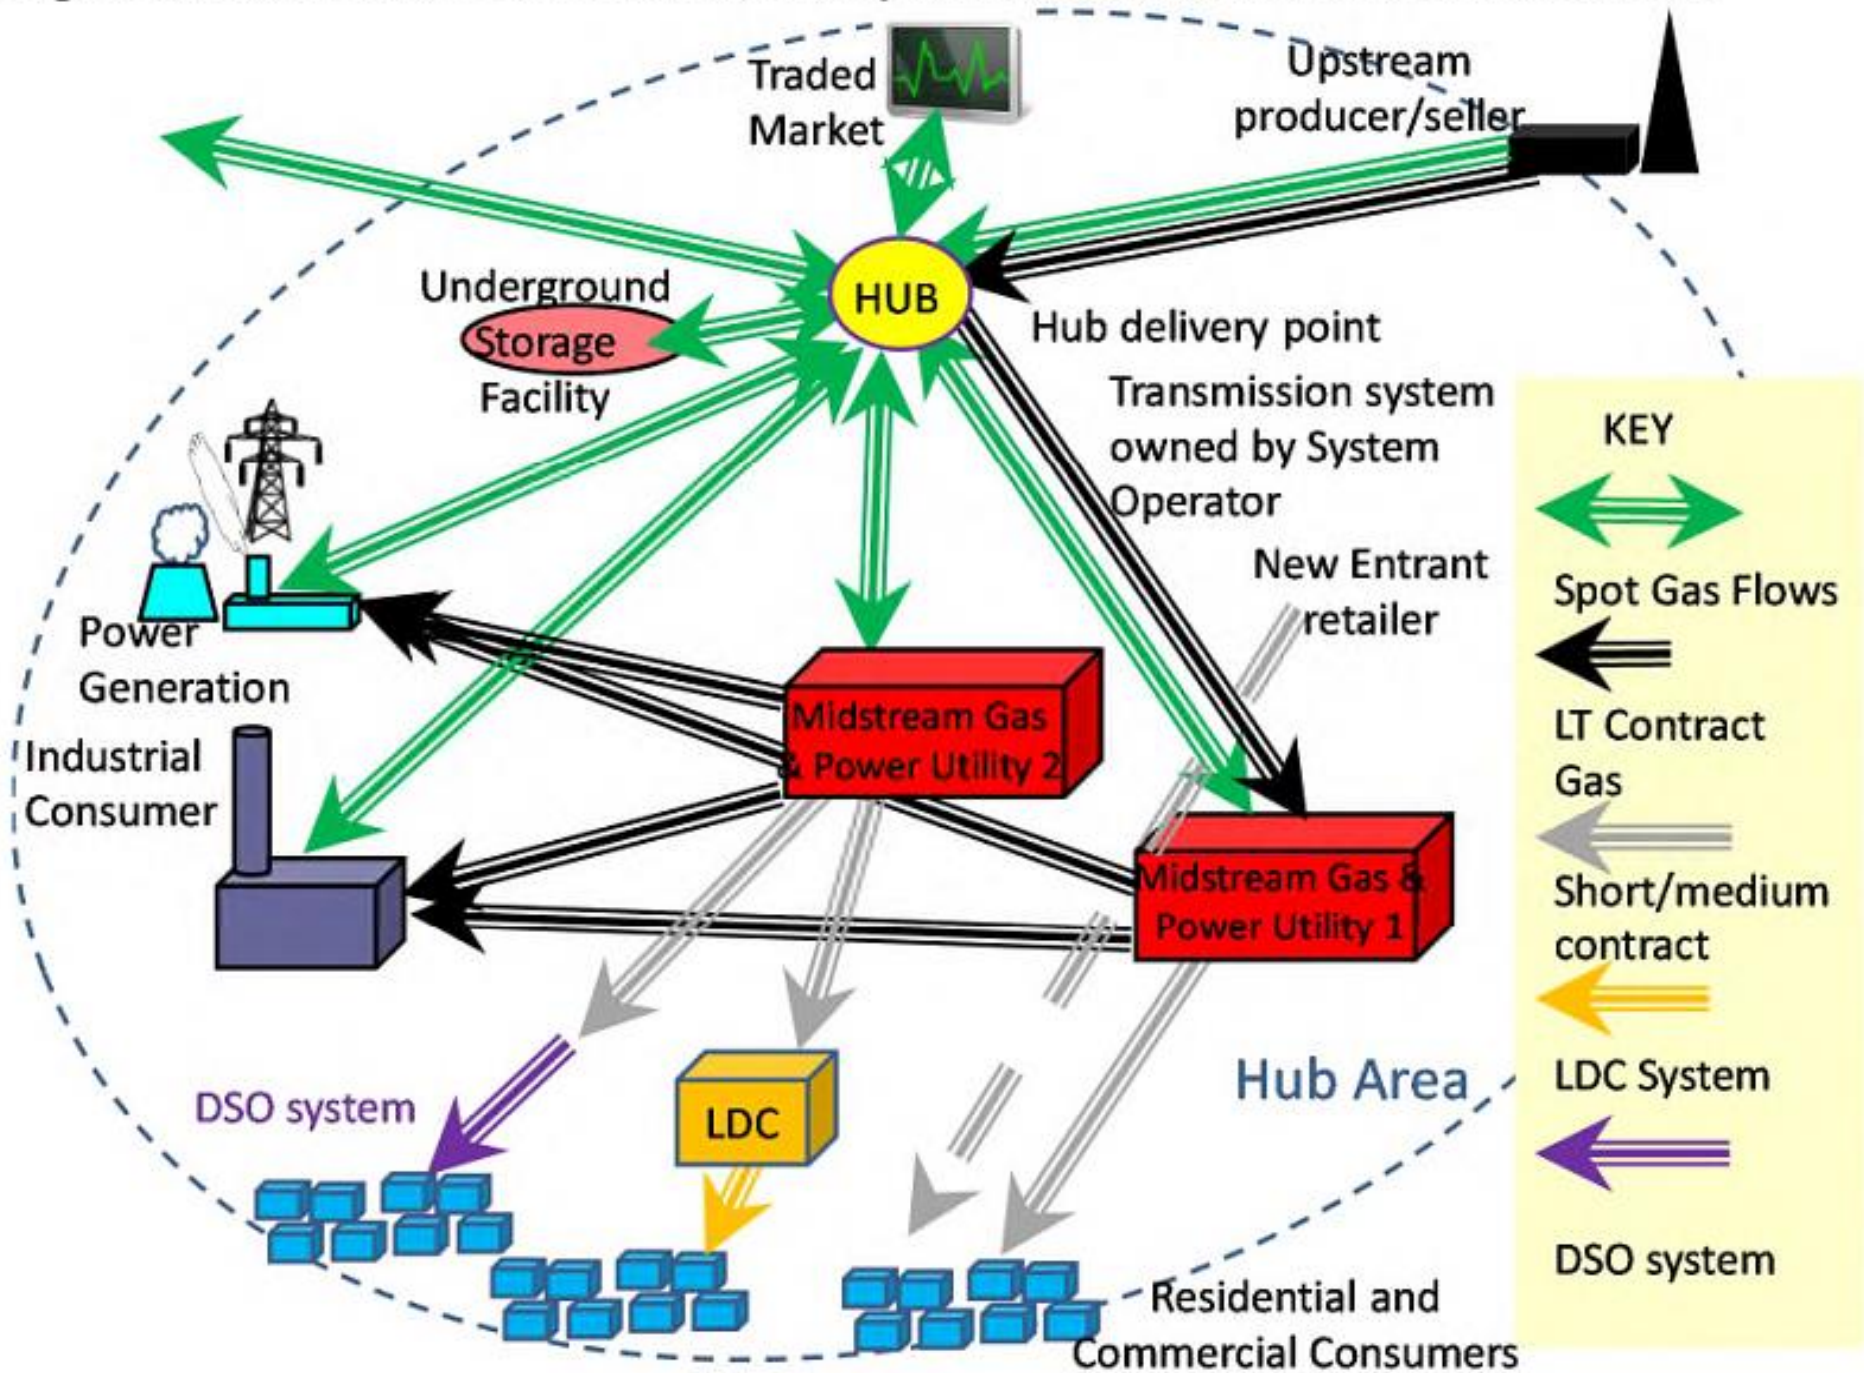 Traded
Market
Upstream
producer/seller
HUB
Underground
Storage
Facility
Hub delivery point
Transmission system
owned by System
Operator
New Entrant
retailer
Power
Generation
Industrial
Consumer
Midstream Gas
& Power Utility 2
Midstream Gas &
Power Utility 1
DSO system
LDC
Hub Area
Residential and
Commercial Consumers
KEY
Spot Gas Flows
LT Contract
Gas
Short/medium
contract
LDC System
DSO system